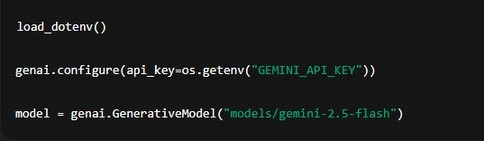 load_dotenv()
genai.configure(api_key=os.getenv("GEMINI_API_KEY"))
model = genai.GenerativeModel("models/gemini-2.5-flash")